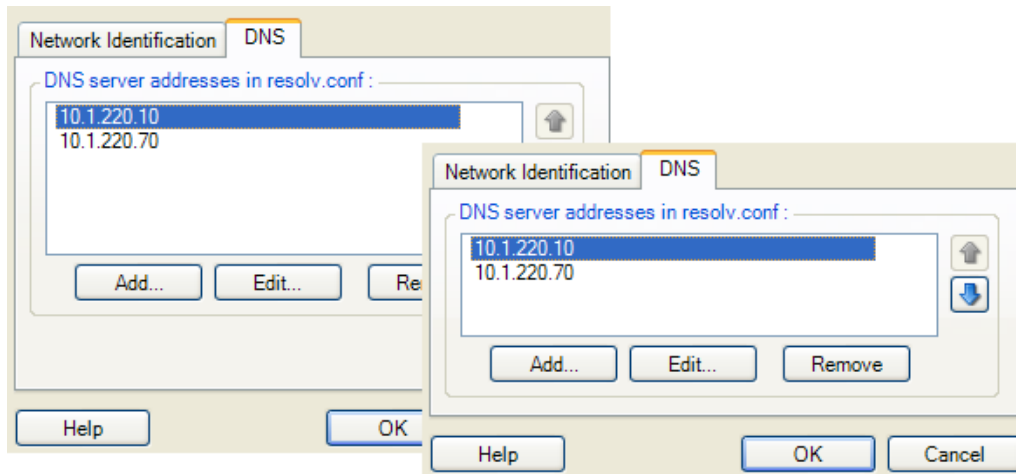 Network Identification DNS
DNS server addresses in resolv.conf :
10.1.220.10
10.1.220.70
Add... Edit...
Help OK
Network Identification DNS
DNS server addresses in resolv.conf :
10.1.220.10
10.1.220.70
Add... Edit... Remove
Help OK Cancel